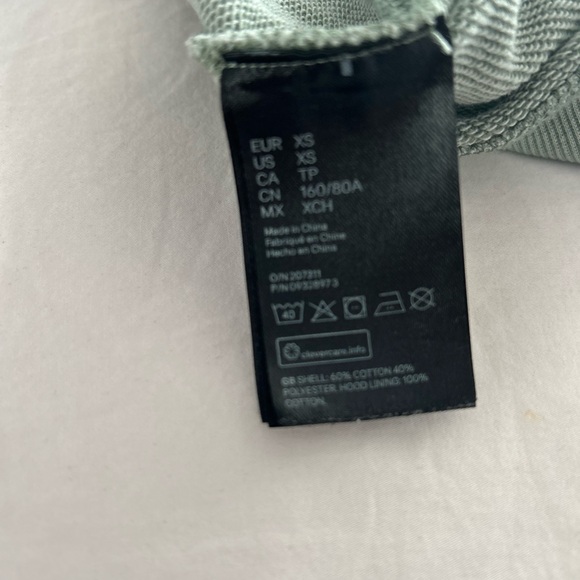 EUR XS
US XS
CA TP
CN 160/80A
MX XCH
Made in China
Fabriqué en Chine
Hecho en China
O/N 207311
P/N 0932897 3
40
clevercare.info
GB SHELL: 60% COTTON 40%
POLYESTER. HOOD LINING: 100%
COTTON.